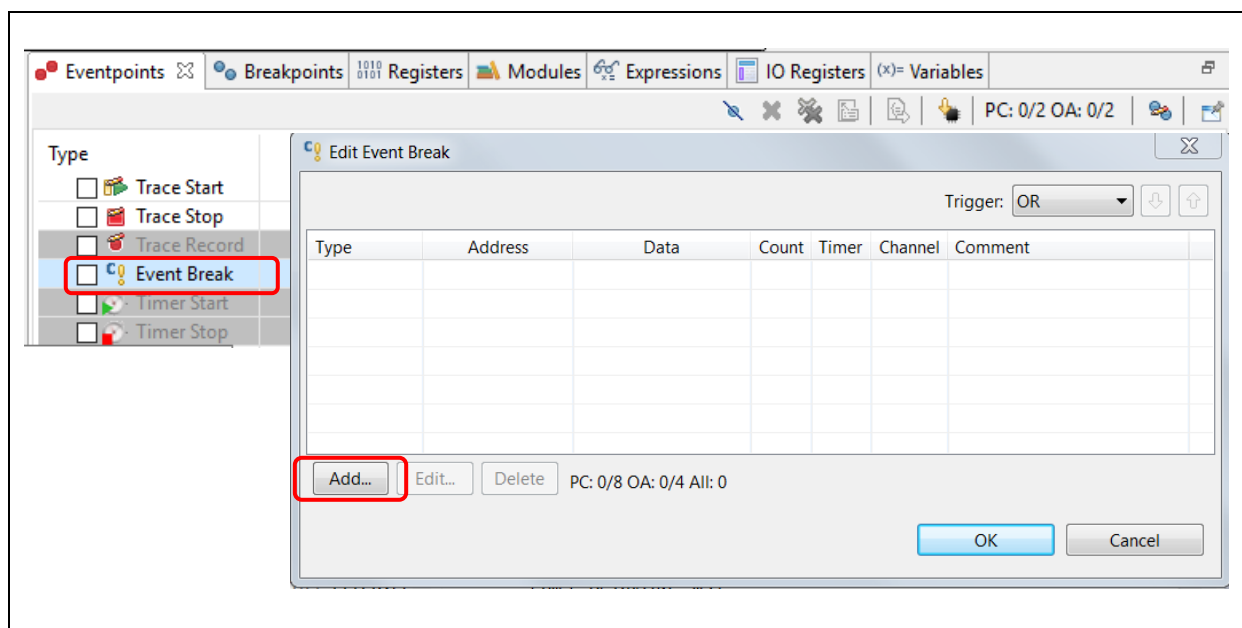 Eventpoints Breakpoints Registers Modules Expressions IO Registers (x)= Variables
PC: 0/2 OA: 0/2
Type
Trace Start
Trace Stop
Trace Record
Event Break
Timer Start
Timer Stop
Edit Event Break
Trigger: OR
Type Address Data Count Timer Channel Comment
Add... Edit... Delete PC: 0/8 OA: 0/4 All: 0
OK Cancel